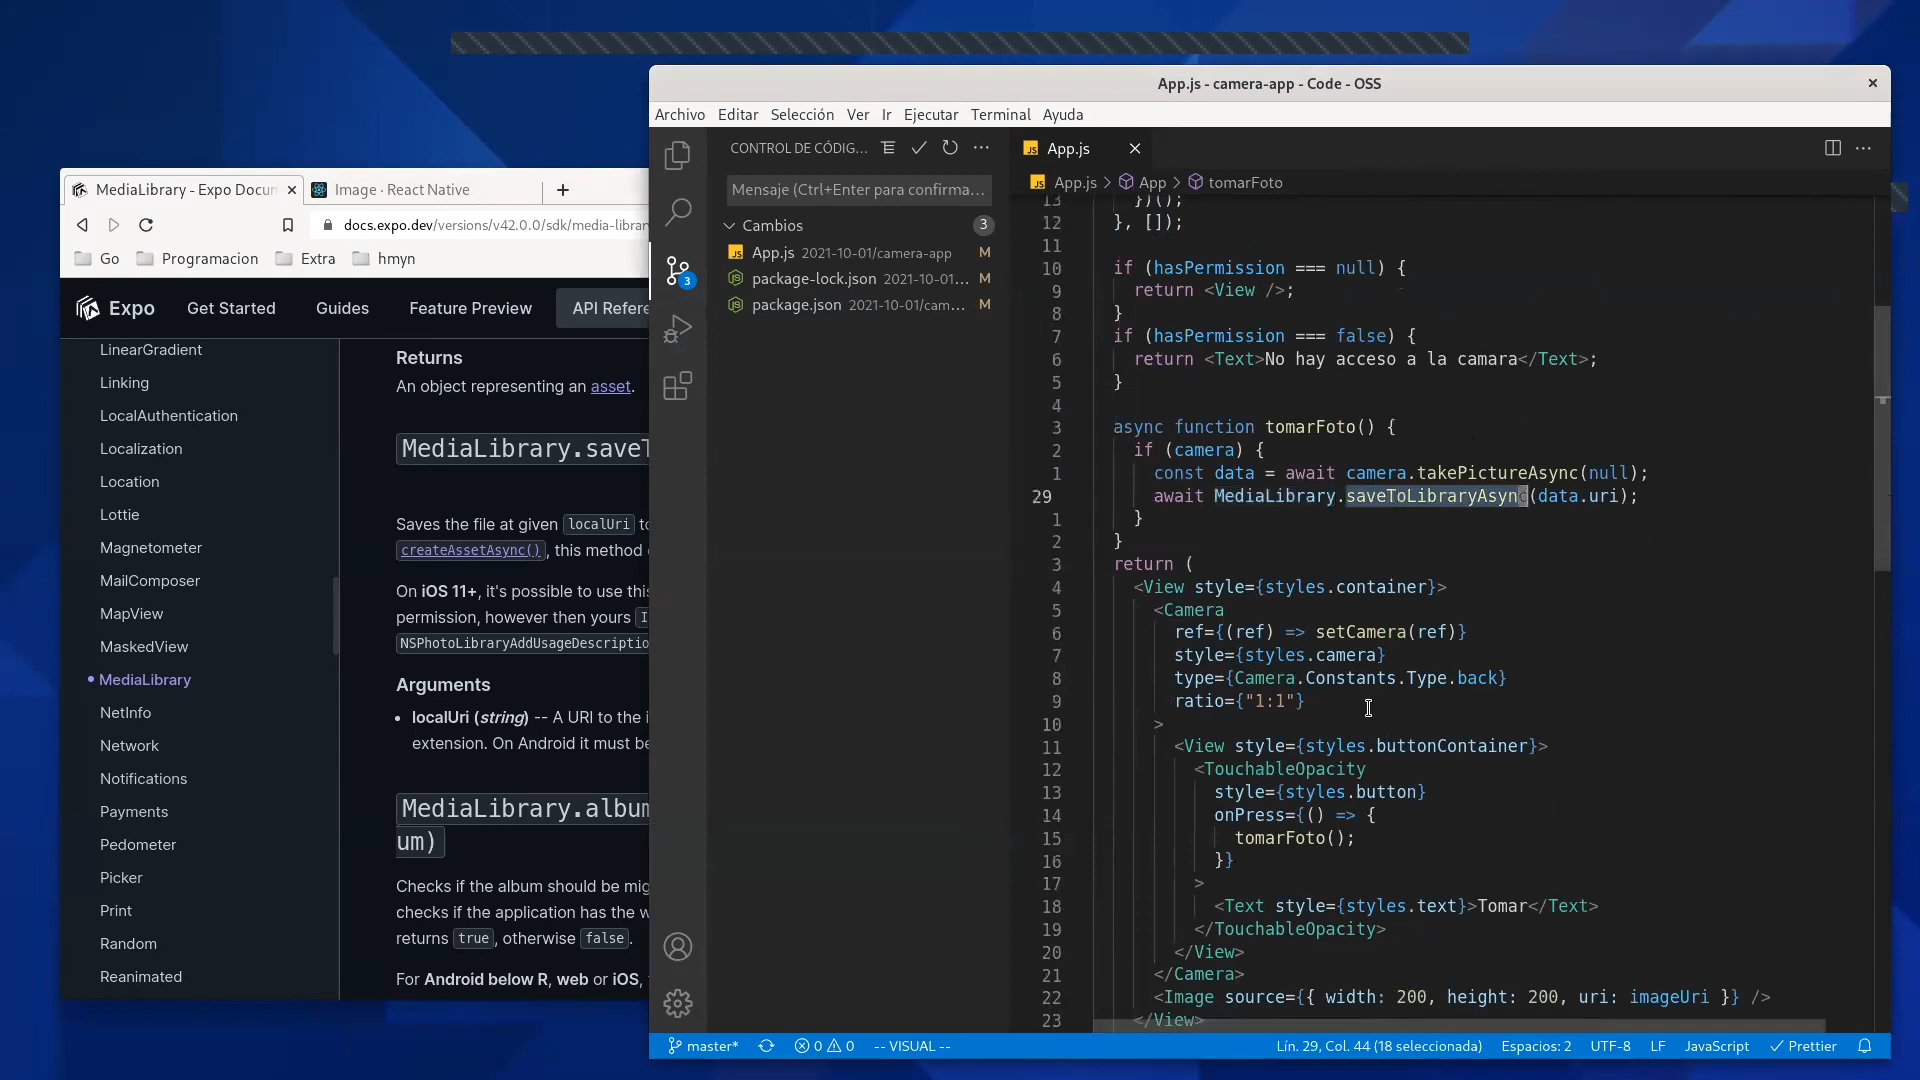 App.js - camera-app - Code - OSS
Archivo Editar Selección Ver Ir Ejecutar Terminal Ayuda
CONTROL DE CÓDIG...
Mensaje (Ctrl+Enter para confirma...
Cambios 3
App.js 2021-10-01/camera-app M
package-lock.json 2021-10-01... M
package.json 2021-10-01/cam... M
3
App.js
App.js > App > tomarFoto
13 })();
12 }, []);
11
10 if (hasPermission === null) {
9 return <View />;
8 }
7 if (hasPermission === false) {
6 return <Text>No hay acceso a la camara</Text>;
5 }
4
3 async function tomarFoto() {
2 if (camera) {
1 const data = await camera.takePictureAsync(null);
29 await MediaLibrary.saveToLibraryAsync(data.uri);
1 }
2 }
3 return (
4 <View style={styles.container}>
5 <Camera
6 ref={(ref) => setCamera(ref)}
7 style={styles.camera}
8 type={Camera.Constants.Type.back}
9 ratio={"1:1"}
10 >
11 <View style={styles.buttonContainer}>
12 <TouchableOpacity
13 style={styles.button}
14 onPress={() => {
15 tomarFoto();
16 }}
17 >
18 <Text style={styles.text}>Tomar</Text>
19 </TouchableOpacity>
20 </View>
21 </Camera>
22 <Image source={{ width: 200, height: 200, uri: imageUri }} />
23 </View>
master* 0 0 -- VISUAL -- Lín. 29, Col. 44 (18 seleccionada) Espacios: 2 UTF-8 LF JavaScript Prettier
MediaLibrary - Expo Docum
Image · React Native
docs.expo.dev/versions/v42.0.0/sdk/media-librar
Go Programacion Extra hmyn
Expo Get Started Guides Feature Preview API Refere
LinearGradient
Linking
LocalAuthentication
Localization
Location
Lottie
Magnetometer
MailComposer
MapView
MaskedView
MediaLibrary
NetInfo
Network
Notifications
Payments
Pedometer
Picker
Print
Random
Reanimated
Returns
An object representing an asset.
MediaLibrary.saveT
Saves the file at given localUri to
createAssetAsync(), this method
On iOS 11+, it's possible to use this
permission, however then yours I
NSPhotoLibraryAddUsageDescriptio
Arguments
• localUri (string) -- A URI to the i
extension. On Android it must be
MediaLibrary.album
um)
Checks if the album should be mig
checks if the application has the w
returns true, otherwise false.
For Android below R, web or iOS,